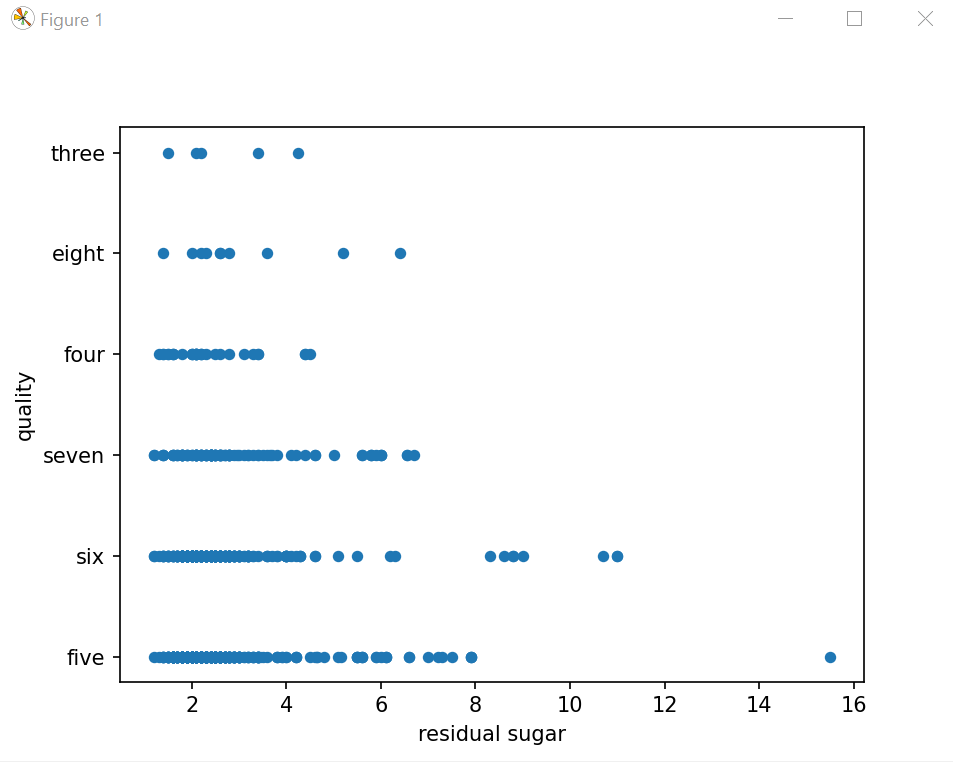 Figure 1
three
eight
four
seven
six
five
quality
2 4 6 8 10 12 14 16
residual sugar